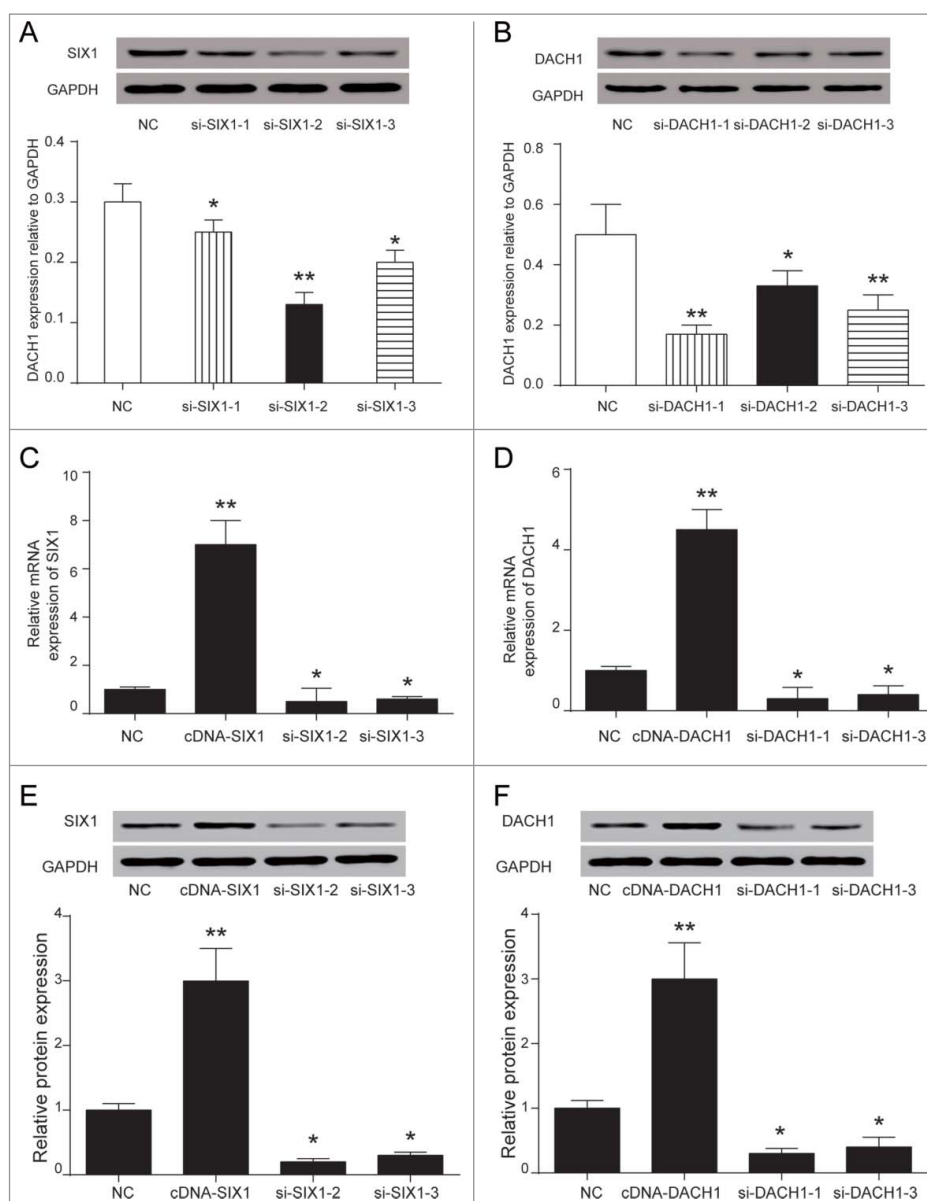 A
SIX1
GAPDH
NC si-SIX1-1 si-SIX1-2 si-SIX1-3
DACH1 expression relative to GAPDH
0.4
0.3
0.2
0.1
0.0
*
**
*
NC si-SIX1-1 si-SIX1-2 si-SIX1-3
B
DACH1
GAPDH
NC si-DACH1-1 si-DACH1-2 si-DACH1-3
DACH1 expression relative to GAPDH
0.8
0.6
0.4
0.2
0.0
**
*
**
NC si-DACH1-1 si-DACH1-2 si-DACH1-3
C
Relative mRNA
expression of SIX1
10
8
6
4
2
0
**
*
*
NC cDNA-SIX1 si-SIX1-2 si-SIX1-3
D
Relative mRNA
expression of DACH1
6
4
2
0
**
*
*
NC cDNA-DACH1 si-DACH1-1 si-DACH1-3
E
SIX1
GAPDH
NC cDNA-SIX1 si-SIX1-2 si-SIX1-3
Relative protein expression
4
3
2
1
0
**
*
*
NC cDNA-SIX1 si-SIX1-2 si-SIX1-3
F
DACH1
GAPDH
NC cDNA-DACH1 si-DACH1-1 si-DACH1-3
Relative protein expression
4
3
2
1
0
**
*
*
NC cDNA-DACH1 si-DACH1-1 si-DACH1-3